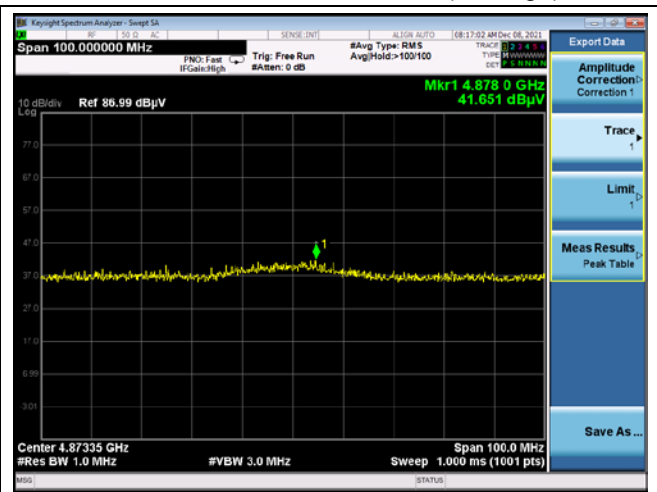 Keysight Spectrum Analyzer - Swept SA
RF 50 Ω AC SENSE:INT ALIGN AUTO 08:17:02 AM Dec 08, 2021
Span 100.000000 MHz
PNO: Fast Trig: Free Run #Avg Type: RMS TRACE 1 2 3 4 5 6
IFGain:High #Atten: 0 dB Avg|Hold:>100/100 TYPE MWWWWW
DET P S N N N N
Mkr1 4.878 0 GHz
41.651 dBµV
10 dB/div Ref 86.99 dBµV
Log
77.0
67.0
57.0
47.0
37.0
17.0
6.99
-3.01
1
Center 4.87335 GHz Span 100.0 MHz
#Res BW 1.0 MHz #VBW 3.0 MHz Sweep 1.000 ms (1001 pts)
MSG STATUS
Export Data
Amplitude
Correction
Correction 1
Trace
1
Limit
1
Meas Results
Peak Table
Save As ...